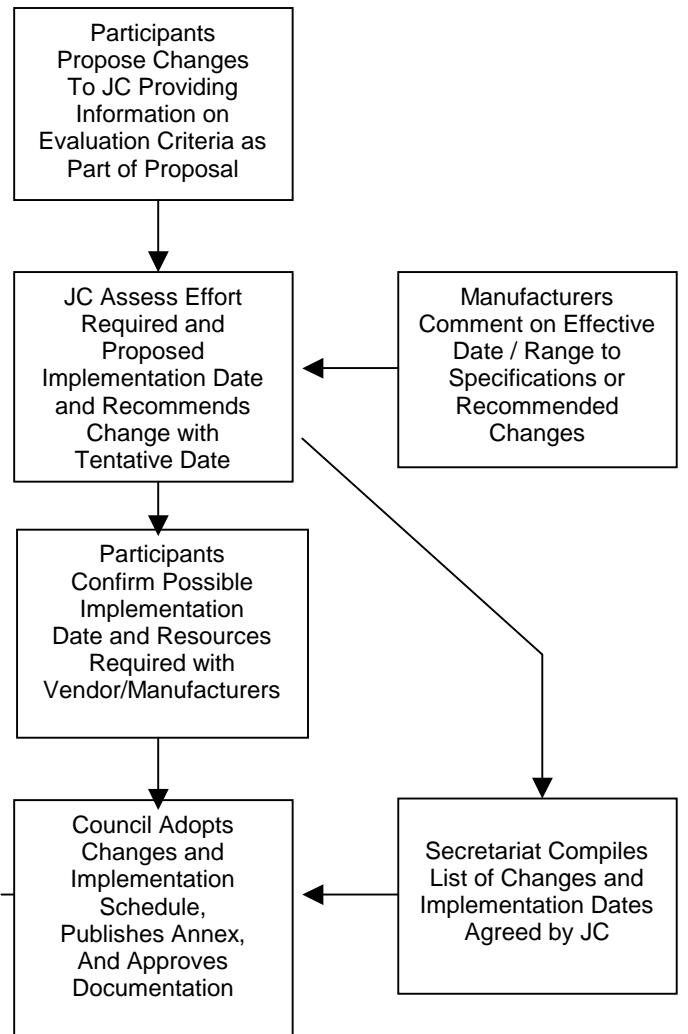 Participants
Propose Changes
To JC Providing
Information on
Evaluation Criteria as
Part of Proposal
JC Assess Effort
Required and
Proposed
Implementation Date
and Recommends
Change with
Tentative Date
Manufacturers
Comment on Effective
Date / Range to
Specifications or
Recommended
Changes
Participants
Confirm Possible
Implementation
Date and Resources
Required with
Vendor/Manufacturers
Council Adopts
Changes and
Implementation
Schedule,
Publishes Annex,
And Approves
Documentation
Secretariat Compiles
List of Changes and
Implementation Dates
Agreed by JC